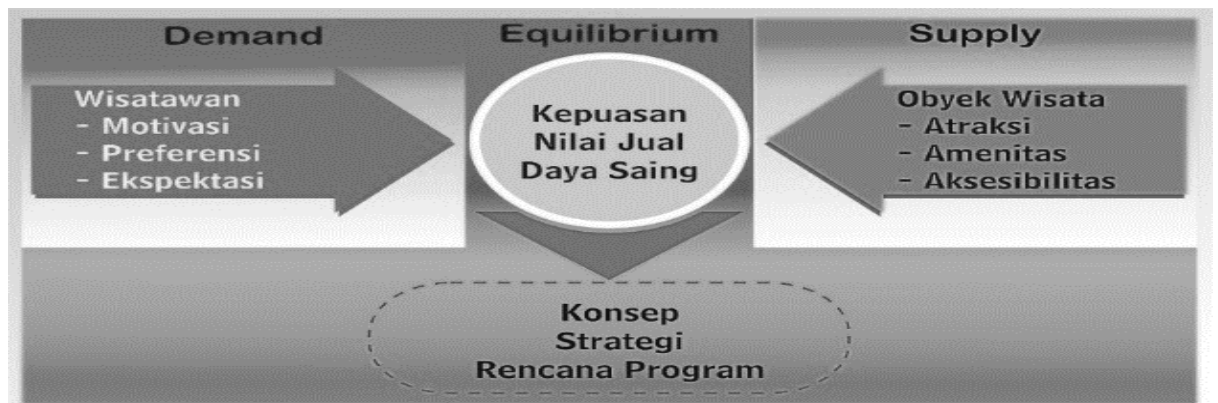 Demand
Wisatawan
- Motivasi
- Preferensi
- Ekspektasi
Equilibrium
Kepuasan
Nilai Jual
Daya Saing
Supply
Obyek Wisata
- Atraksi
- Amenitas
- Aksesibilitas
Konsep
Strategi
Rencana Program